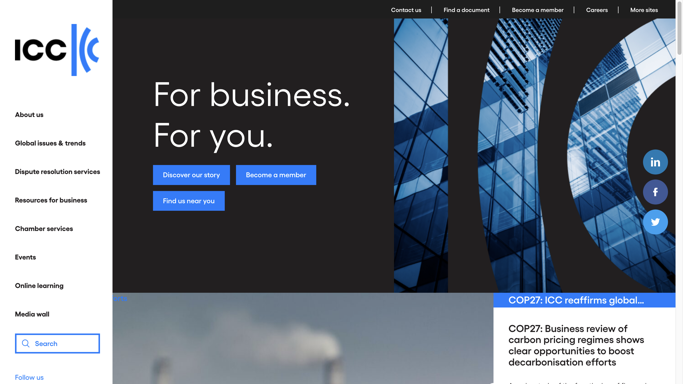 Contact us
Find a document
Become a member
Careers
More sites
ICC
About us
Global issues & trends
Dispute resolution services
Resources for business
Chamber services
Events
Online learning
Media wall
Search
Follow us
For business.
For you.
Discover our story
Become a member
Find us near you
in
f
COP27: ICC reaffirms global...
COP27: Business review of
carbon pricing regimes shows
clear opportunities to boost
decarbonisation efforts